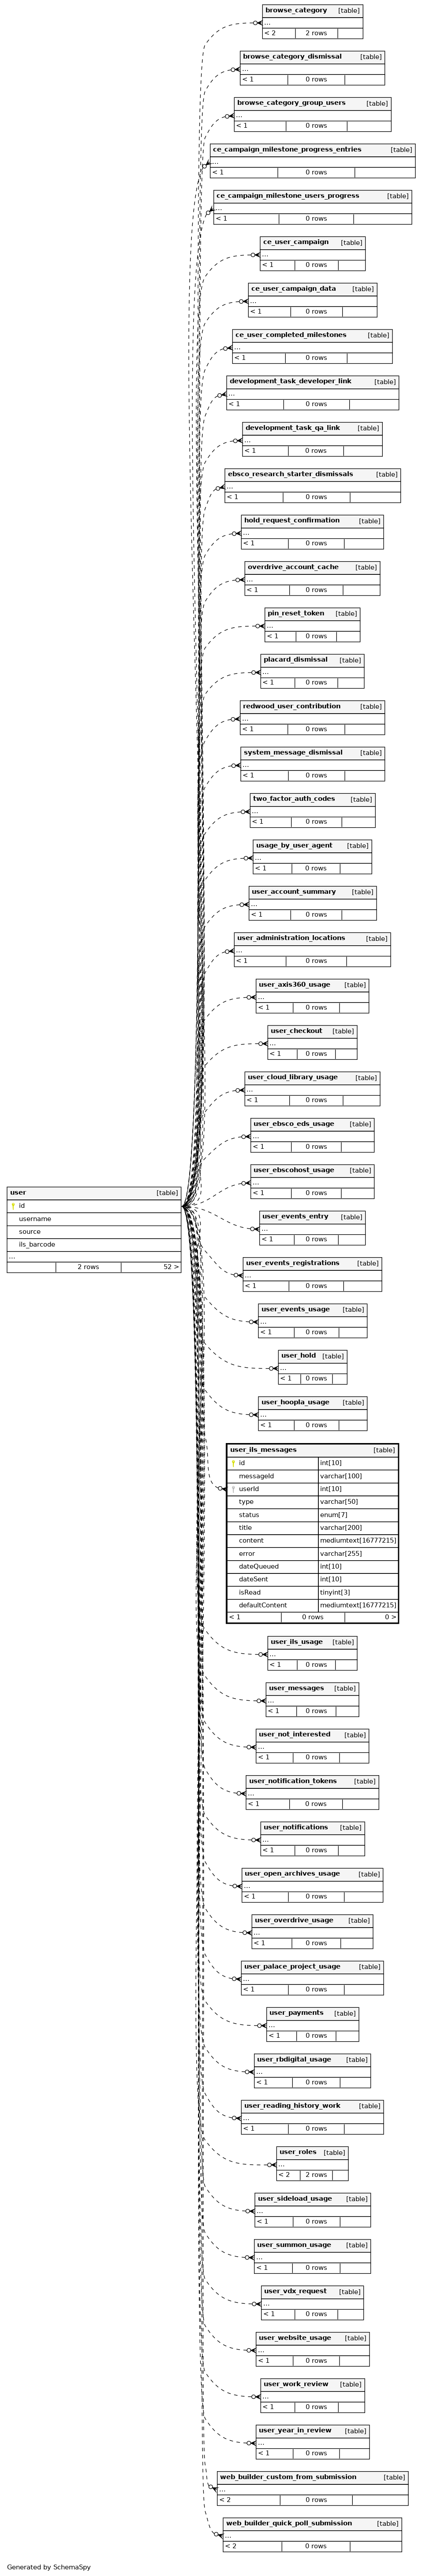 browse_category [table]
...
< 2 2 rows
browse_category_dismissal [table]
...
< 1 0 rows
browse_category_group_users [table]
...
< 1 0 rows
ce_campaign_milestone_progress_entries [table]
...
< 1 0 rows
ce_campaign_milestone_users_progress [table]
...
< 1 0 rows
ce_user_campaign [table]
...
< 1 0 rows
ce_user_campaign_data [table]
...
< 1 0 rows
ce_user_completed_milestones [table]
...
< 1 0 rows
development_task_developer_link [table]
...
< 1 0 rows
development_task_qa_link [table]
...
< 1 0 rows
ebsco_research_starter_dismissals [table]
...
< 1 0 rows
hold_request_confirmation [table]
...
< 1 0 rows
overdrive_account_cache [table]
...
< 1 0 rows
pin_reset_token [table]
...
< 1 0 rows
placard_dismissal [table]
...
< 1 0 rows
redwood_user_contribution [table]
...
< 1 0 rows
system_message_dismissal [table]
...
< 1 0 rows
two_factor_auth_codes [table]
...
< 1 0 rows
usage_by_user_agent [table]
...
< 1 0 rows
user_account_summary [table]
...
< 1 0 rows
user_administration_locations [table]
...
< 1 0 rows
user_axis360_usage [table]
...
< 1 0 rows
user_checkout [table]
...
< 1 0 rows
user_cloud_library_usage [table]
...
< 1 0 rows
user_ebsco_eds_usage [table]
...
< 1 0 rows
user_ebscohost_usage [table]
...
< 1 0 rows
user [table]
id
username
source
ils_barcode
...
2 rows 52 >
user_events_entry [table]
...
< 1 0 rows
user_events_registrations [table]
...
< 1 0 rows
user_events_usage [table]
...
< 1 0 rows
user_hold [table]
...
< 1 0 rows
user_hoopla_usage [table]
...
< 1 0 rows
user_ils_messages [table]
id int[10]
messageId varchar[100]
userId int[10]
type varchar[50]
status enum[7]
title varchar[200]
content mediumtext[16777215]
error varchar[255]
dateQueued int[10]
dateSent int[10]
isRead tinyint[3]
defaultContent mediumtext[16777215]
< 1 0 rows 0 >
user_ils_usage [table]
...
< 1 0 rows
user_messages [table]
...
< 1 0 rows
user_not_interested [table]
...
< 1 0 rows
user_notification_tokens [table]
...
< 1 0 rows
user_notifications [table]
...
< 1 0 rows
user_open_archives_usage [table]
...
< 1 0 rows
user_overdrive_usage [table]
...
< 1 0 rows
user_palace_project_usage [table]
...
< 1 0 rows
user_payments [table]
...
< 1 0 rows
user_rbdigital_usage [table]
...
< 1 0 rows
user_reading_history_work [table]
...
< 1 0 rows
user_roles [table]
...
< 2 2 rows
user_sideload_usage [table]
...
< 1 0 rows
user_summon_usage [table]
...
< 1 0 rows
user_vdx_request [table]
...
< 1 0 rows
user_website_usage [table]
...
< 1 0 rows
user_work_review [table]
...
< 1 0 rows
user_year_in_review [table]
...
< 1 0 rows
web_builder_custom_from_submission [table]
...
< 2 0 rows
web_builder_quick_poll_submission [table]
...
< 2 0 rows
Generated by SchemaSpy